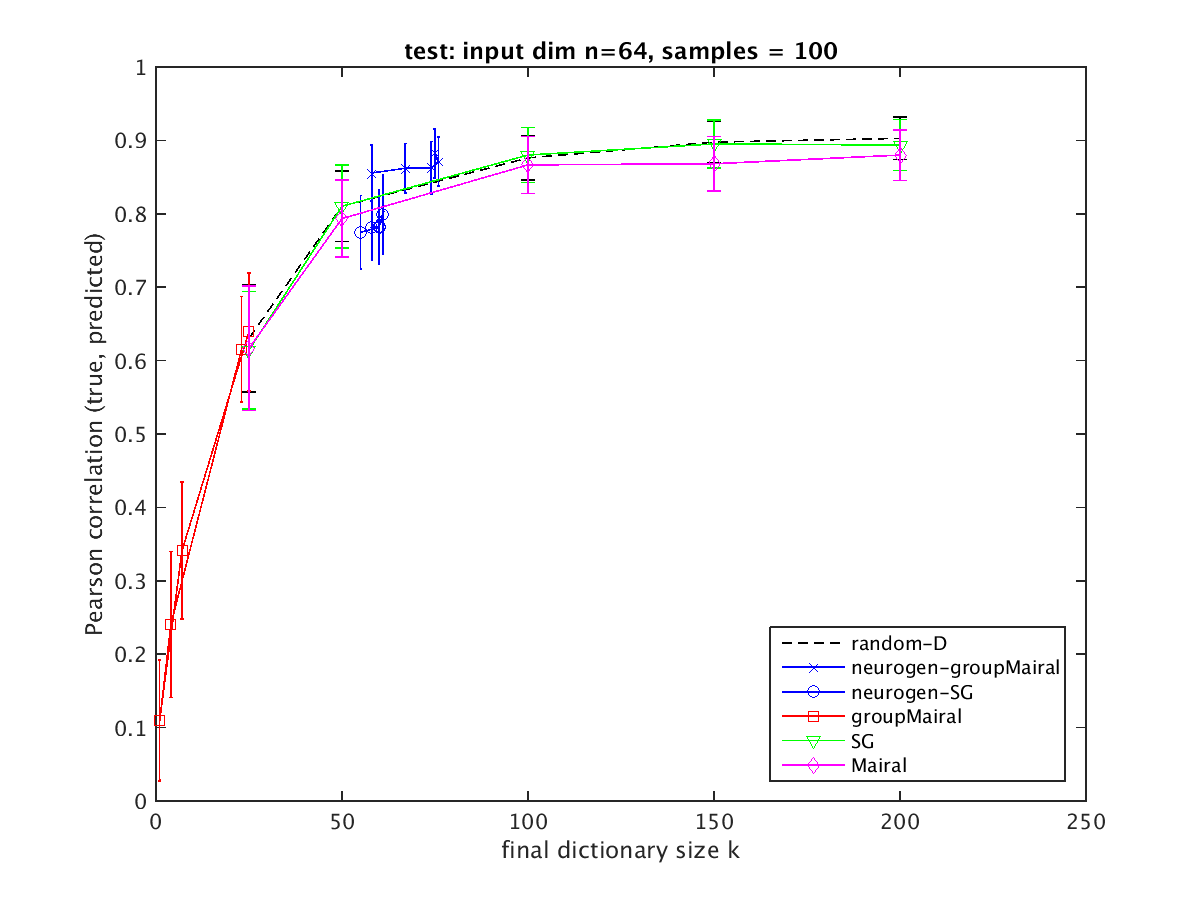 test: input dim n=64, samples = 100
Pearson correlation (true, predicted)
1
0.9
0.8
0.7
0.6
0.5
0.4
0.3
0.2
0.1
0
0 50 100 150 200 250
final dictionary size k
random-D
neurogen-groupMairal
neurogen-SG
groupMairal
SG
Mairal